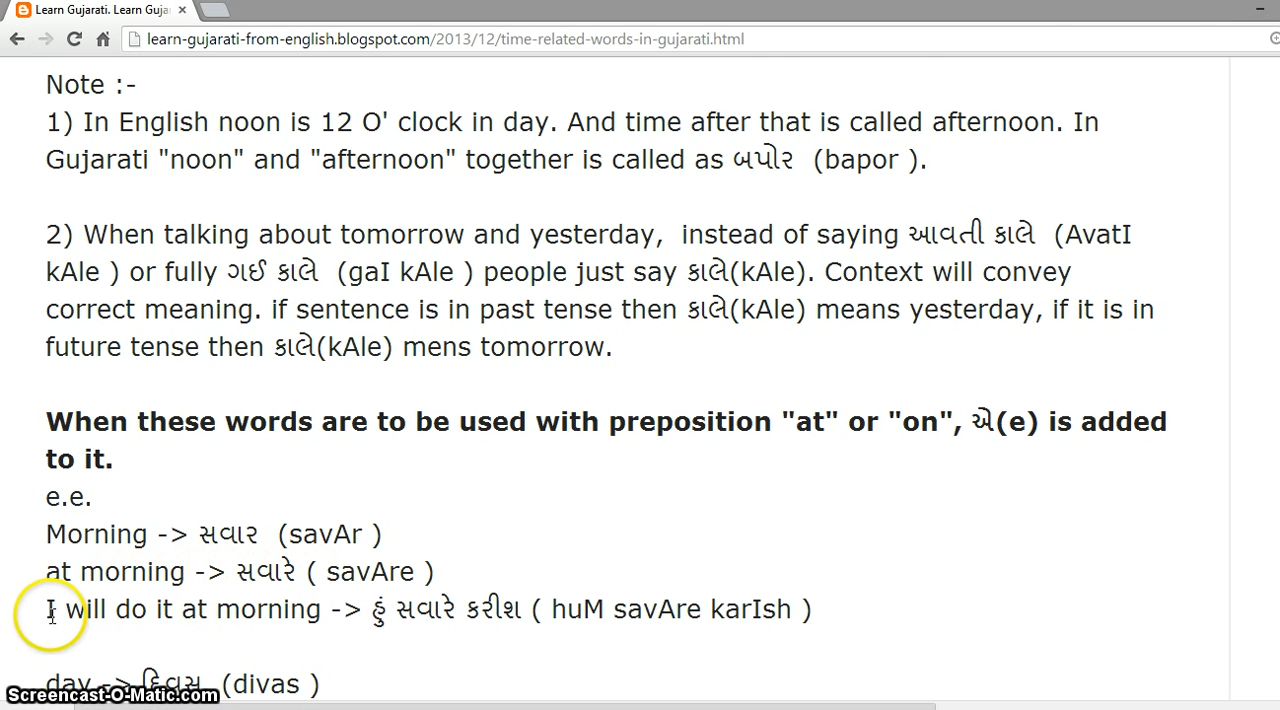 Learn Gujarati. Learn Guja
learn-gujarati-from-english.blogspot.com/2013/12/time-related-words-in-gujarati.html
Note :-
1) In English noon is 12 O' clock in day. And time after that is called afternoon. In
Gujarati "noon" and "afternoon" together is called as બપોર (bapor ).
2) When talking about tomorrow and yesterday, instead of saying આવતી કાલે (AvatI
kAle ) or fully ગઈ કાલે (gaI kAle ) people just say કાલે(kAle). Context will convey
correct meaning. if sentence is in past tense then કાલે(kAle) means yesterday, if it is in
future tense then કાલે(kAle) mens tomorrow.
When these words are to be used with preposition "at" or "on", એ(e) is added
to it.
e.e.
Morning -> સવાર (savAr )
at morning -> સવારે ( savAre )
I will do it at morning -> હું સવારે કરીશ ( huM savAre karIsh )
day -> દિવસ (divas )
Screencast-O-Matic.com